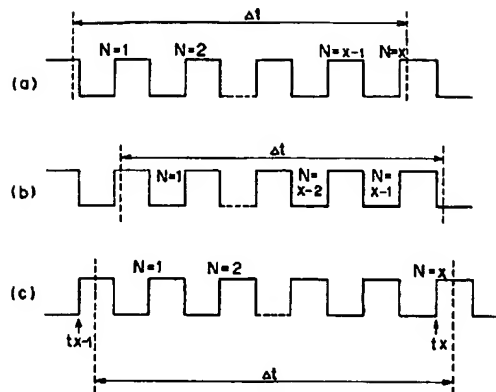 Δt
N=1 N=2 N=x-1 N=x
(a)
Δt
(b) N=1 N= x-2 N= x-1
N=1 N=2 N=x
(c)
tx-1 tx
Δt